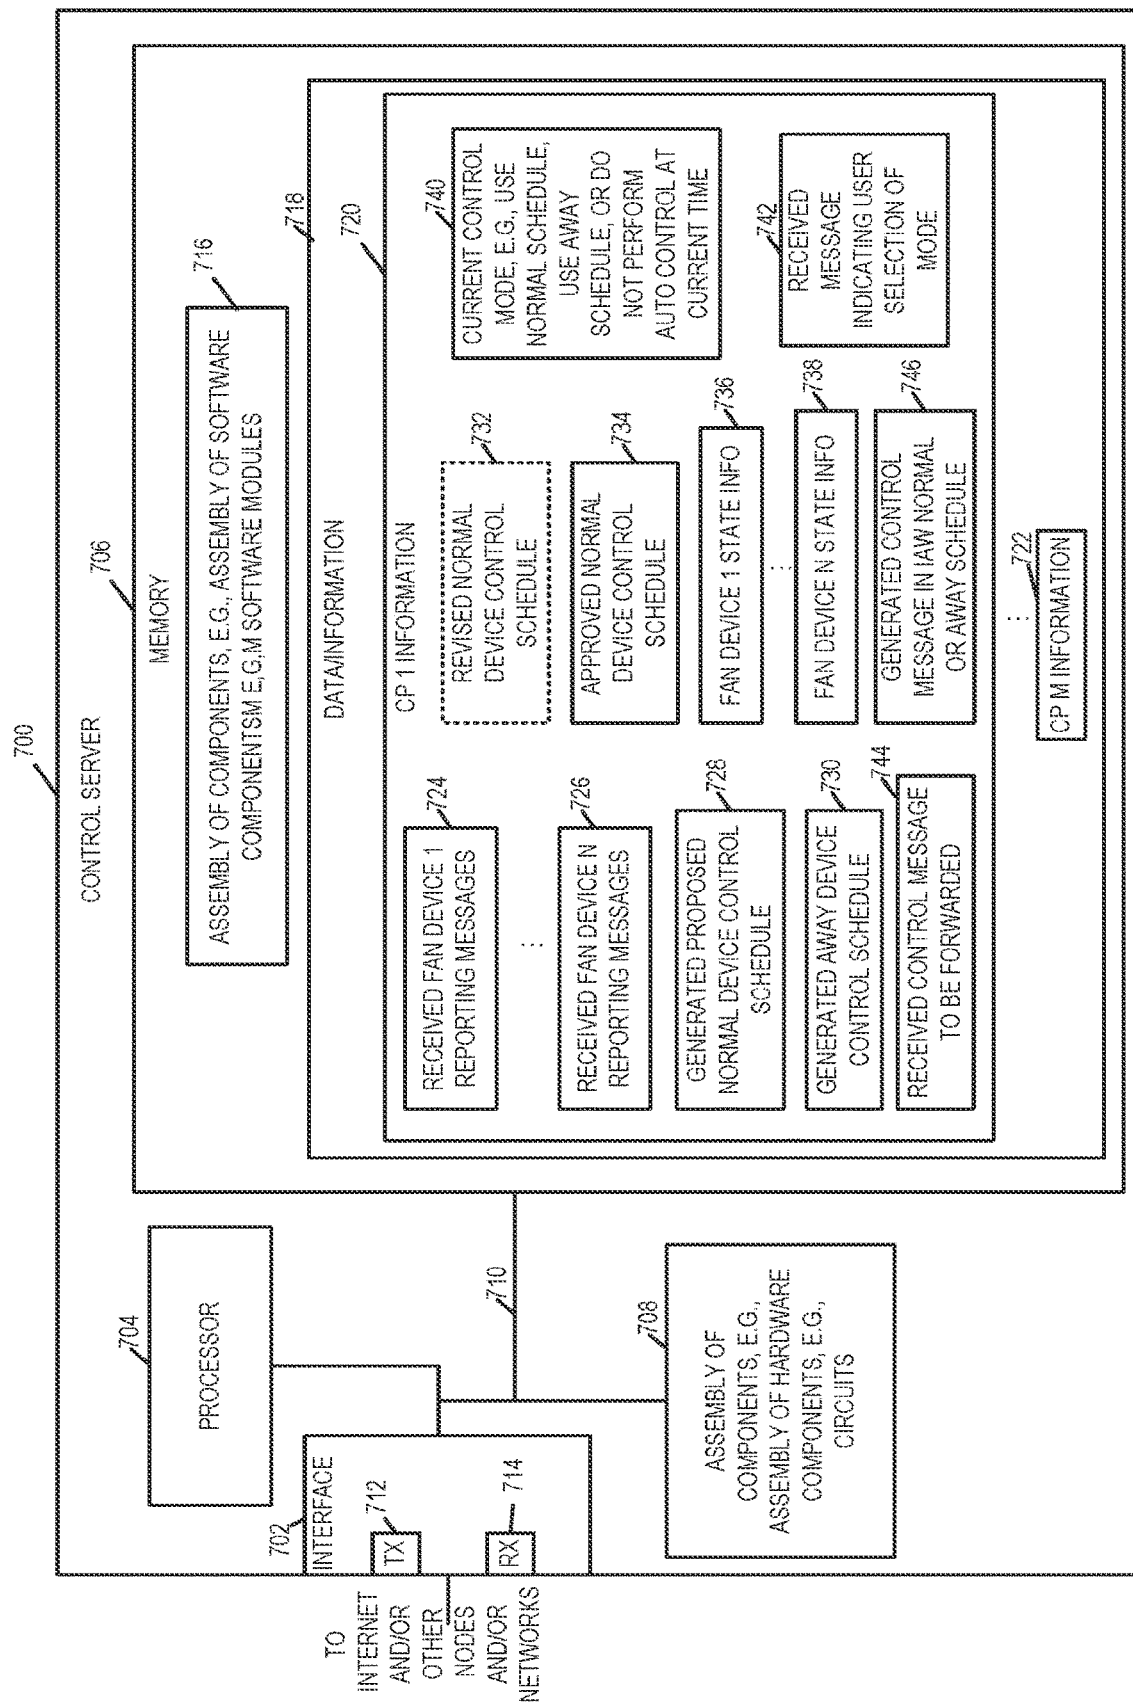 700
CONTROL SERVER
706
MEMORY
716
ASSEMBLY OF COMPONENTS, E.G., ASSEMBLY OF SOFTWARE
COMPONENTSM E,G,M SOFTWARE MODULES
718
DATA/INFORMATION
720
CP 1 INFORMATION
724
RECEIVED FAN DEVICE 1
REPORTING MESSAGES
:
726
RECEIVED FAN DEVICE N
REPORTING MESSAGES
728
GENERATED PROPOSED
NORMAL DEVICE CONTROL
SCHEDULE
730
GENERATED AWAY DEVICE
CONTROL SCHEDULE
744
RECEIVED CONTROL MESSAGE
TO BE FORWARDED
732
REVISED NORMAL
DEVICE CONTROL
SCHEDULE
734
APPROVED NORMAL
DEVICE CONTROL
SCHEDULE
736
FAN DEVICE 1 STATE INFO
:
738
FAN DEVICE N STATE INFO
746
GENERATED CONTROL
MESSAGE IN IAW NORMAL
OR AWAY SCHEDULE
740
CURRENT CONTROL
MODE, E.G., USE
NORMAL SCHEDULE,
USE AWAY
SCHEDULE, OR DO
NOT PERFORM
AUTO CONTROL AT
CURRENT TIME
742
RECEIVED
MESSAGE
INDICATING USER
SELECTION OF
MODE
:
722
CP M INFORMATION
704
PROCESSOR
710
708
ASSEMBLY OF
COMPONENTS, E.G.,
ASSEMBLY OF HARDWARE
COMPONENTS, E.G.,
CIRCUITS
702
INTERFACE
712
TX
714
RX
TO
INTERNET
AND/OR
OTHER
NODES
AND/OR
NETWORKS